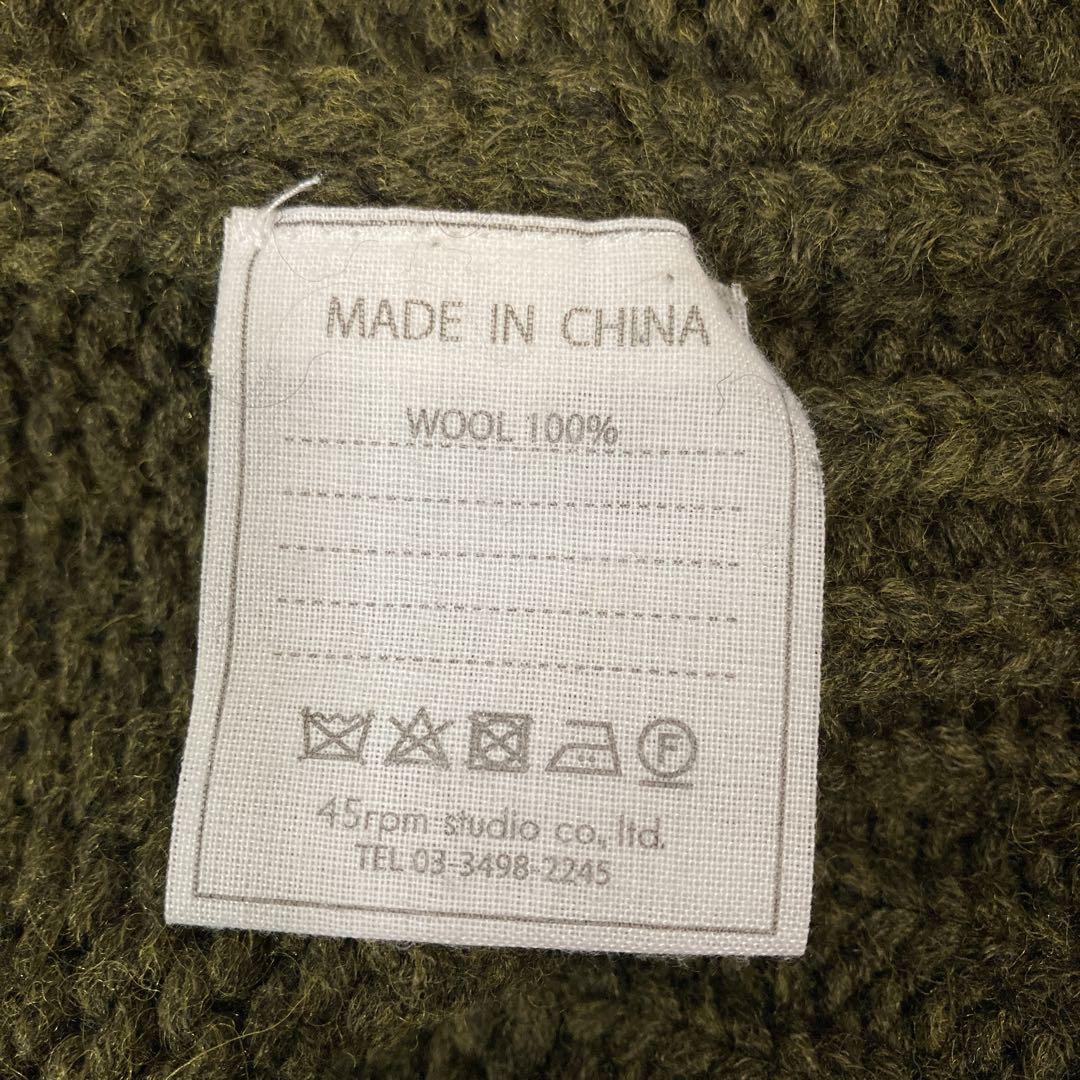 MADE IN CHINA
WOOL 100%
F
45rpm studio co., ltd.
TEL 03-3498-2245